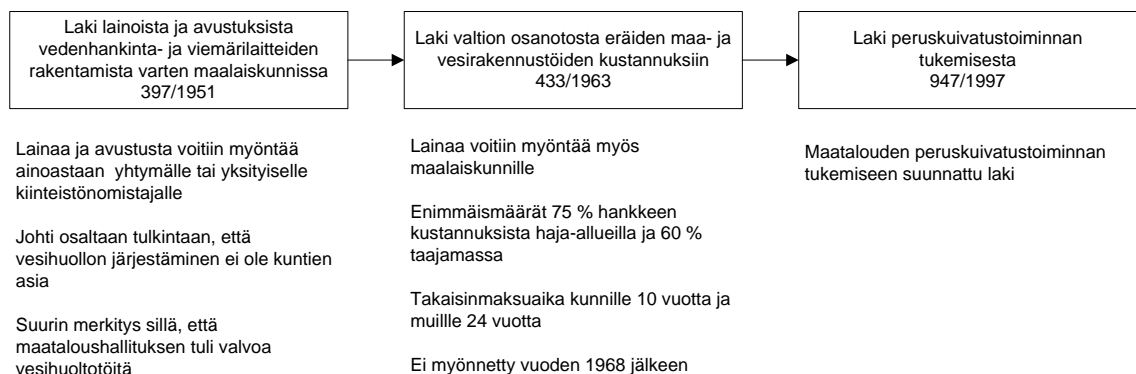 Laki lainoista ja avustuksista
vedenhankinta- ja viemärilaitteiden
rakentamista varten maalaiskunnissa
397/1951
Lainaa ja avustusta voitiin myöntää
ainoastaan yhtymälle tai yksityiselle
kiinteistönomistajalle
Johti osaltaan tulkintaan, että
vesihuollon järjestäminen ei ole kuntien
asia
Suurin merkitys sillä, että
maataloushallituksen tuli valvoa
vesihuoltotöitä
Laki valtion osanotosta eräiden maa- ja
vesirakennustöiden kustannuksiin
433/1963
Lainaa voitiin myöntää myös
maalaiskunnille
Enimmäismäärät 75 % hankkeen
kustannuksista haja-allueilla ja 60 %
taajamassa
Takaisinmaksuaika kunnille 10 vuotta ja
muillle 24 vuotta
Ei myönnetty vuoden 1968 jälkeen
Laki peruskuivatustoiminnan
tukemisesta
947/1997
Maatalouden peruskuivatustoiminnan
tukemiseen suunnattu laki